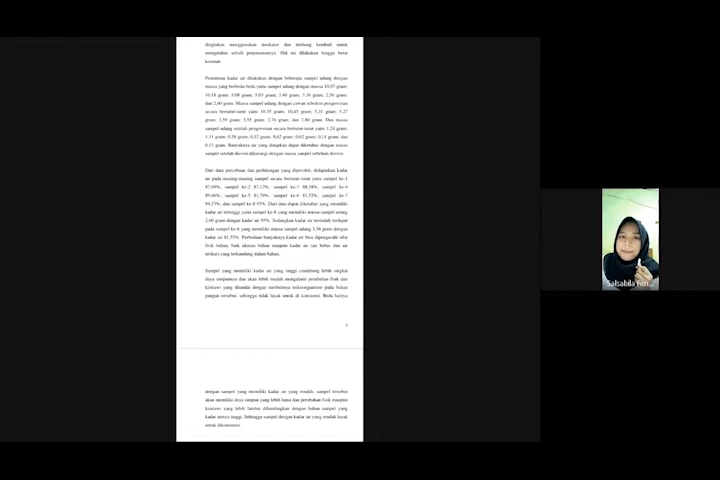 dinginkan menggunakan desikator dan timbang kembali untuk
mengetahui selisih penyusutannya. Hal ini dilakukan hingga berat
konstan.
Penentuan kadar air dilakukan dengan beberapa sampel udang dengan
massa yang berbeda-beda yaitu sampel udang dengan massa 10,07 gram;
10,18 gram; 5,08 gram; 5,03 gram; 3,40 gram; 3,36 gram; 2,56 gram;
dan 2,60 gram. Massa sampel udang dengan cawan sebelum pengovenan
secara berturut-turut yaitu 10,35 gram; 10,45 gram; 5,31 gram; 5,27
gram; 3,59 gram; 3,55 gram; 2,76 gram; dan 2,80 gram. Dan massa
sampel udang setelah pengovenan secara berturut-turut yaitu 1,24 gram;
1,31 gram; 0,58 gram; 0,52 gram; 0,62 gram; 0,62 gram; 0,14 gram; dan
0,13 gram. Banyaknya air yang diuapkan dapat diketahui dengan massa
sampel setelah dioven dikurangi dengan massa sampel sebelum dioven.
Dari data percobaan dan perhitungan yang diperoleh, didapatkan kadar
air pada masing-masing sampel secara berturut-turut yaitu sampel ke-1
87,69%; sampel ke-2 87,13%; sampel ke-3 88,58%; sampel ke-4
89,66%; sampel ke-5 81,76%; sampel ke-6 81,55%; sampel ke-7
94,53%; dan sampel ke-8 95%. Dari data dapat diketahui yang memiliki
kadar air tertinggi yaitu sampel ke-8 yang memiliki massa sampel udang
2,60 gram dengan kadar air 95%. Sedangkan kadar air terendah terdapat
pada sampel ke-6 yang memiliki massa sampel udang 3,36 gram dengan
kadar air 81,55%. Perbedaan banyaknya kadar air bisa dipengaruhi sifat
fisik bahan, baik ukuran bahan maupun kadar air (air bebas dan air
terikat) yang terkandung dalam bahan.
Sampel yang memiliki kadar air yang tinggi cenderung lebih singkat
daya simpannya dan akan lebih mudah mengalami perubahan fisik dan
kimiawi yang ditandai dengan tumbuhnya mikroorganisme pada bahan
pangan tersebut, sehingga tidak layak untuk di konsumsi. Beda halnya
dengan sampel yang memiliki kadar air yang rendah, sampel tersebut
akan memiliki daya simpan yang lebih lama dan perubahan fisik maupun
kimiawi yang lebih lambat dibandingkan dengan bahan sampel yang
kadar airnya tinggi. Sehingga sampel dengan kadar air yang rendah layak
untuk dikonsumsi.
Salsabila Fitri...